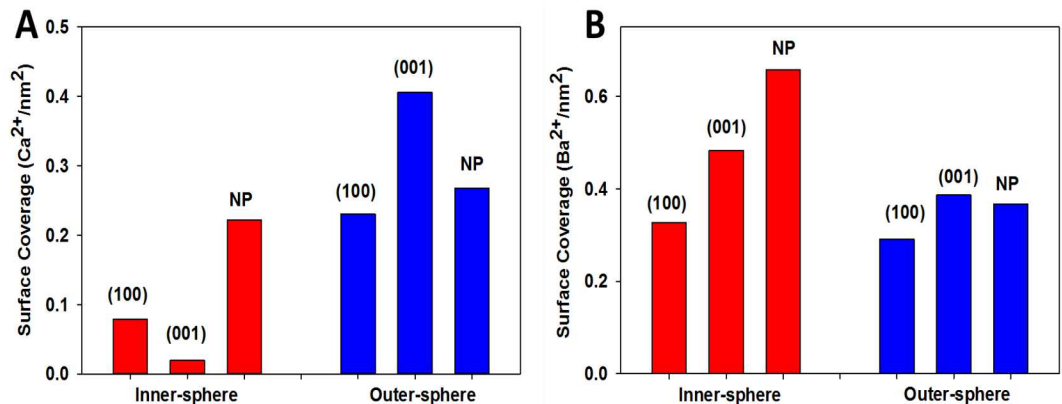 A
Surface Coverage (Ca²⁺/nm²)
0.5
0.4
0.3
0.2
0.1
0.0
(100)
(001)
NP
(100)
(001)
NP
Inner-sphere
Outer-sphere
B
Surface Coverage (Ba²⁺/nm²)
0.6
0.4
0.2
0.0
(100)
(001)
NP
(100)
(001)
NP
Inner-sphere
Outer-sphere